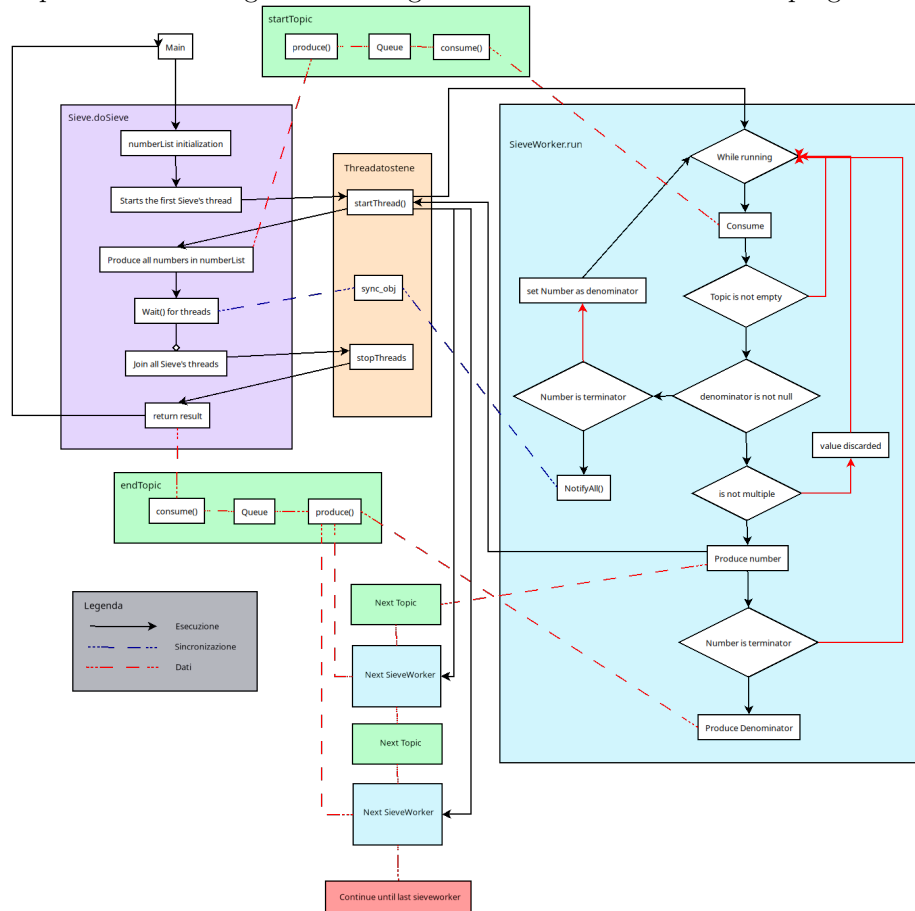 startTopic
produce()
Queue
consume()
Main
Sieve.doSieve
numberList initialization
Starts the first Sieve's thread
Produce all numbers in numberList
Wait() for threads
Join all Sieve's threads
return result
Threadatostene
startThread()
sync_obj
stopThreads
SieveWorker.run
While running
Consume
Topic is not empty
set Number as denominator
denominator is not null
Number is terminator
value discarded
is not multiple
NotifyAll()
Produce number
Number is terminator
Produce Denominator
endTopic
consume()
Queue
produce()
Legenda
Esecuzione
Sincronizazione
Dati
Next Topic
Next SieveWorker
Next Topic
Next SieveWorker
Continue until last sieveworker